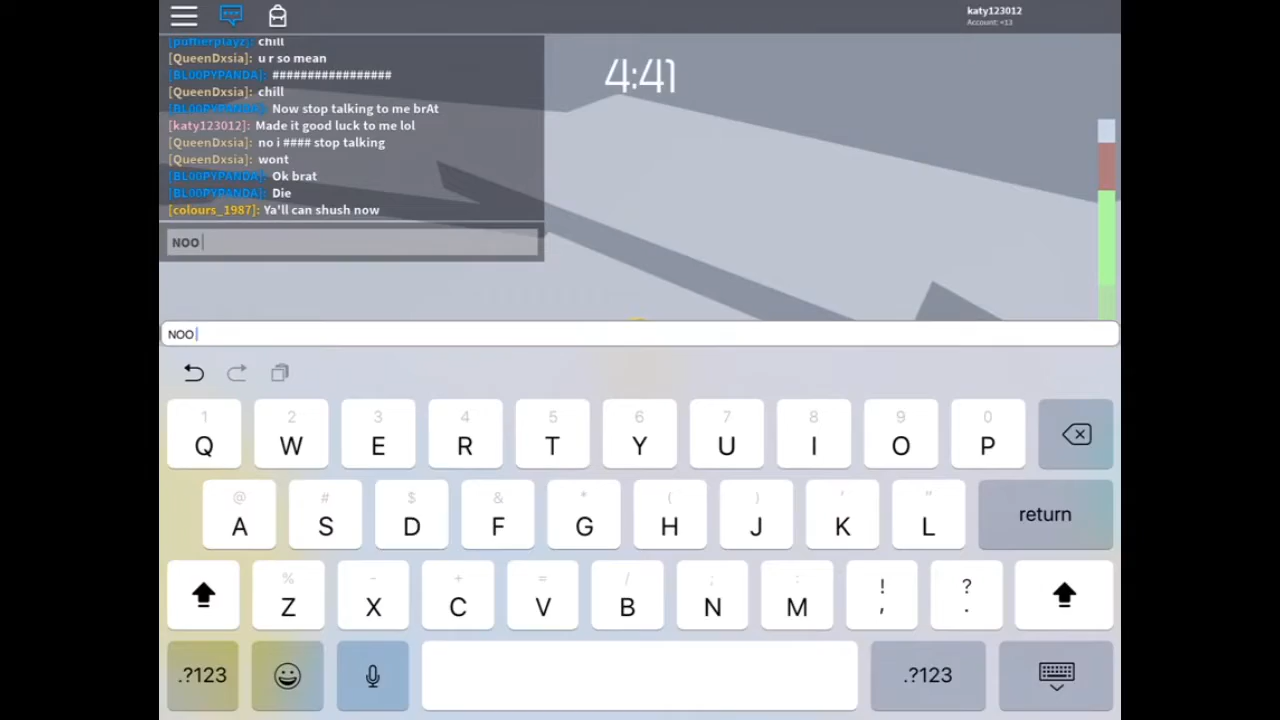 katy123012
Account: <13
[puffierplayz]: chill
[QueenDxsia]: u r so mean
[BL00PYPANDA]: #################
[QueenDxsia]: chill
[BL00PYPANDA]: Now stop talking to me brAt
[katy123012]: Made it good luck to me lol
[QueenDxsia]: no i #### stop talking
[QueenDxsia]: wont
[BL00PYPANDA]: Ok brat
[BL00PYPANDA]: Die
[colours_1987]: Ya'll can shush now
4:41
NOO
NOO
1 2 3 4 5 6 7 8 9 0
Q W E R T Y U I O P
@ # $ & * ( ) ' "
A S D F G H J K L return
% - + = / ; : ! ?
Z X C V B N M , .
.?123 .?123